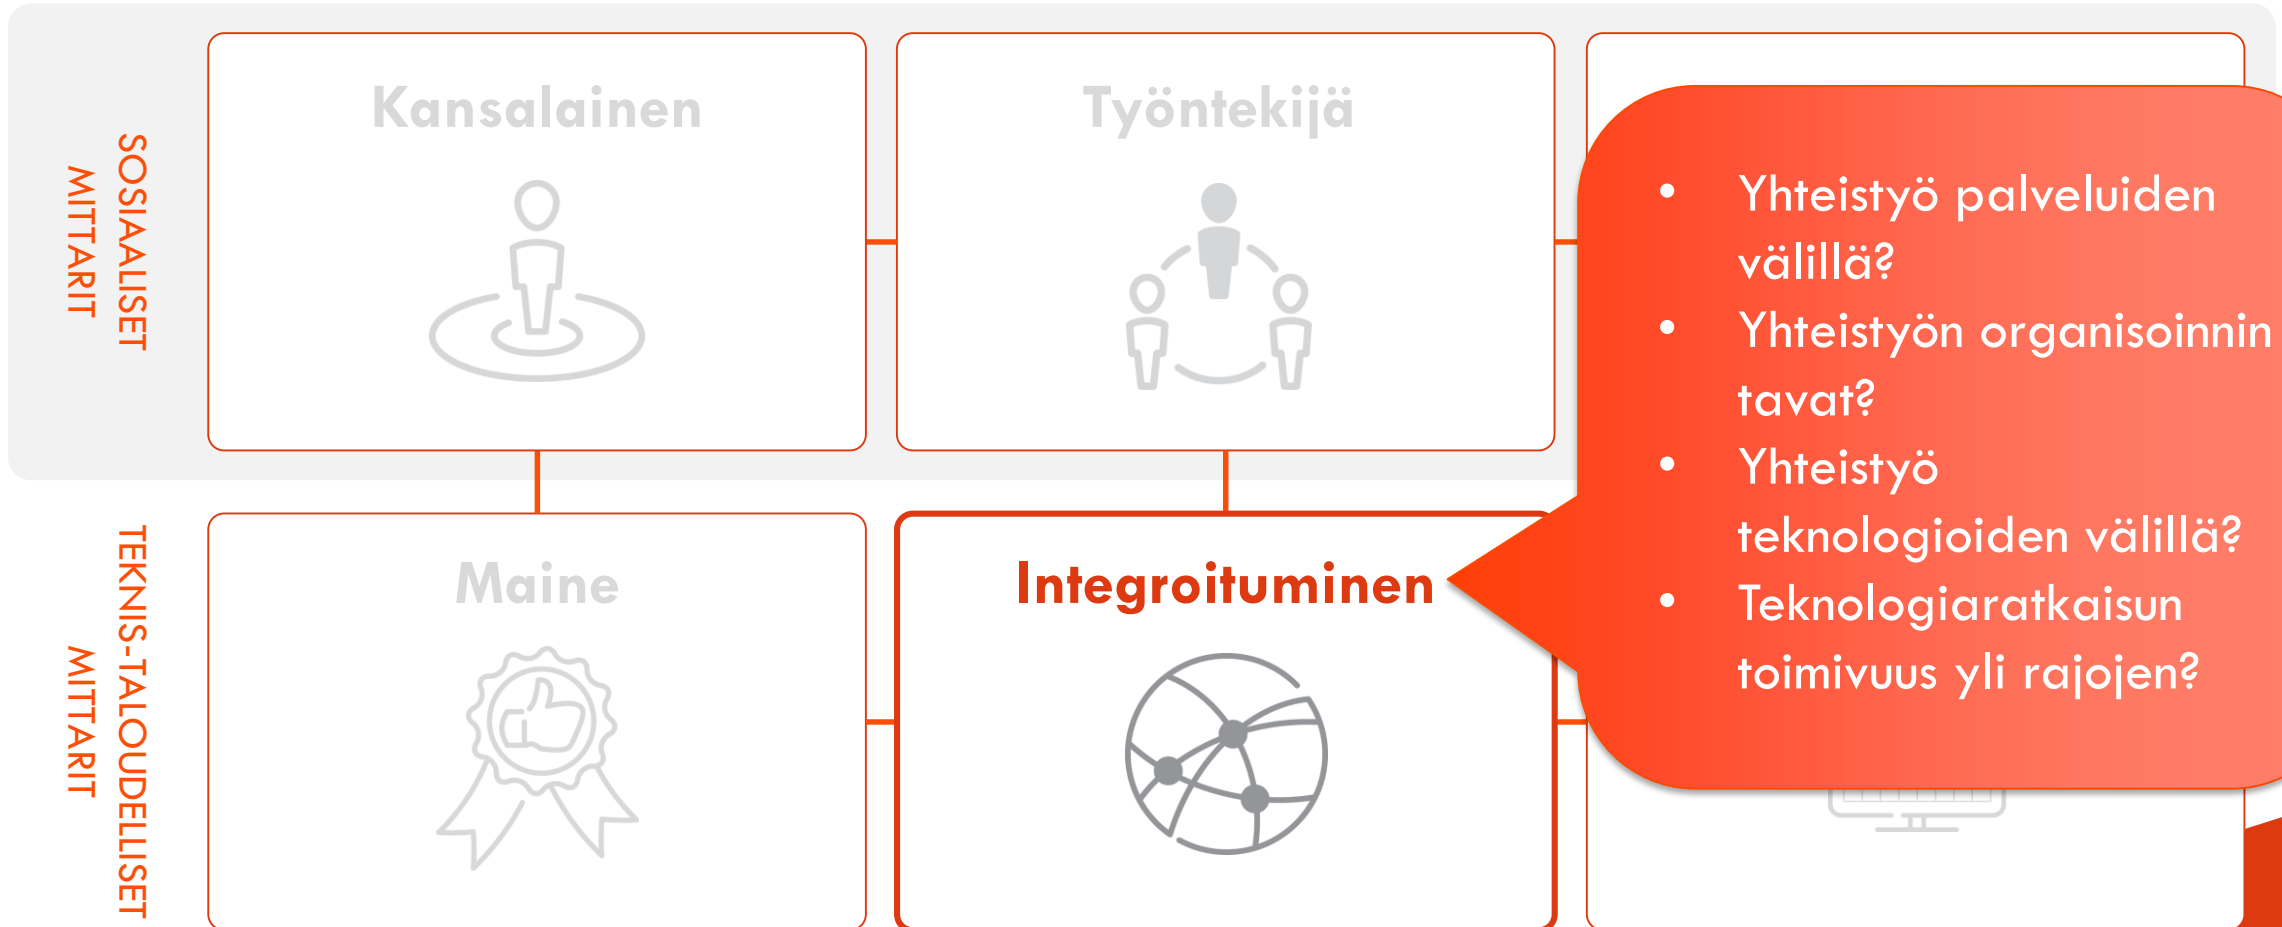 SOSIAALISET
MITTARIT
Kansalainen
Työntekijä
TEKNIS-TALOUDELLISET
MITTARIT
Maine
Integroituminen
• Yhteistyö palveluiden
välillä?
• Yhteistyön organisoinnin
tavat?
• Yhteistyö
teknologioiden välillä?
• Teknologiaratkaisun
toimivuus yli rajojen?